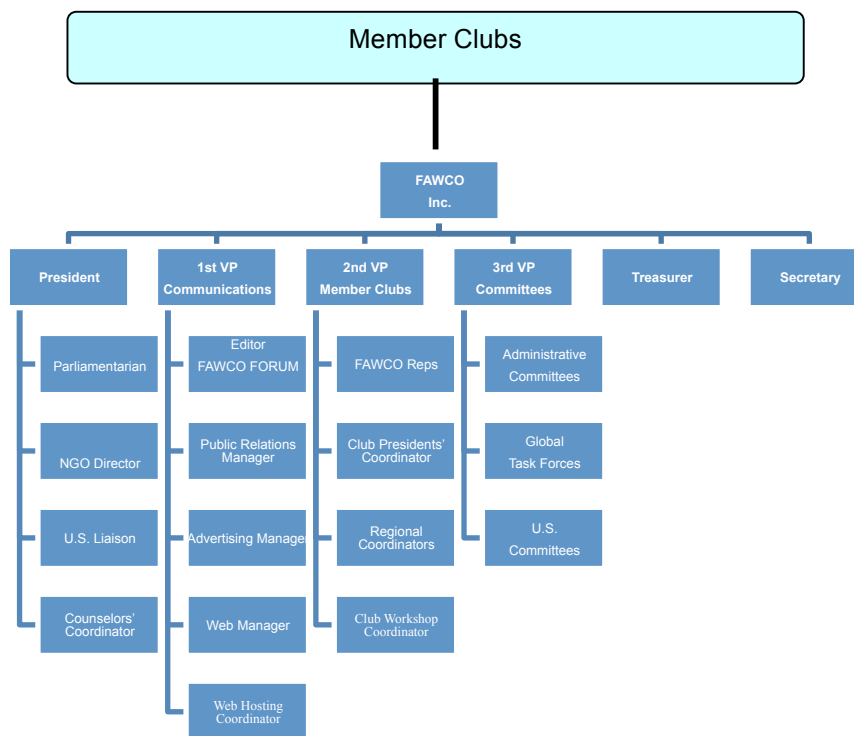 Member Clubs
FAWCO
Inc.
President
1st VP
Communications
2nd VP
Member Clubs
3rd VP
Committees
Treasurer
Secretary
Parliamentarian
NGO Director
U.S. Liaison
Counselors’
Coordinator
Editor
FAWCO FORUM
Public Relations
Manager
Advertising Manager
Web Manager
Web Hosting
Coordinator
FAWCO Reps
Club Presidents’
Coordinator
Regional
Coordinators
Club Workshop
Coordinator
Administrative
Committees
Global
Task Forces
U.S.
Committees